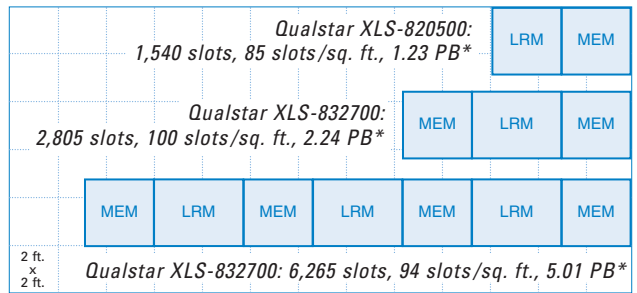 Qualstar XLS-820500:
1,540 slots, 85 slots/sq. ft., 1.23 PB*
LRM MEM
Qualstar XLS-832700:
2,805 slots, 100 slots/sq. ft., 2.24 PB*
MEM LRM MEM
MEM LRM MEM LRM MEM LRM MEM
2 ft.
x
2 ft.
Qualstar XLS-832700: 6,265 slots, 94 slots/sq. ft., 5.01 PB*